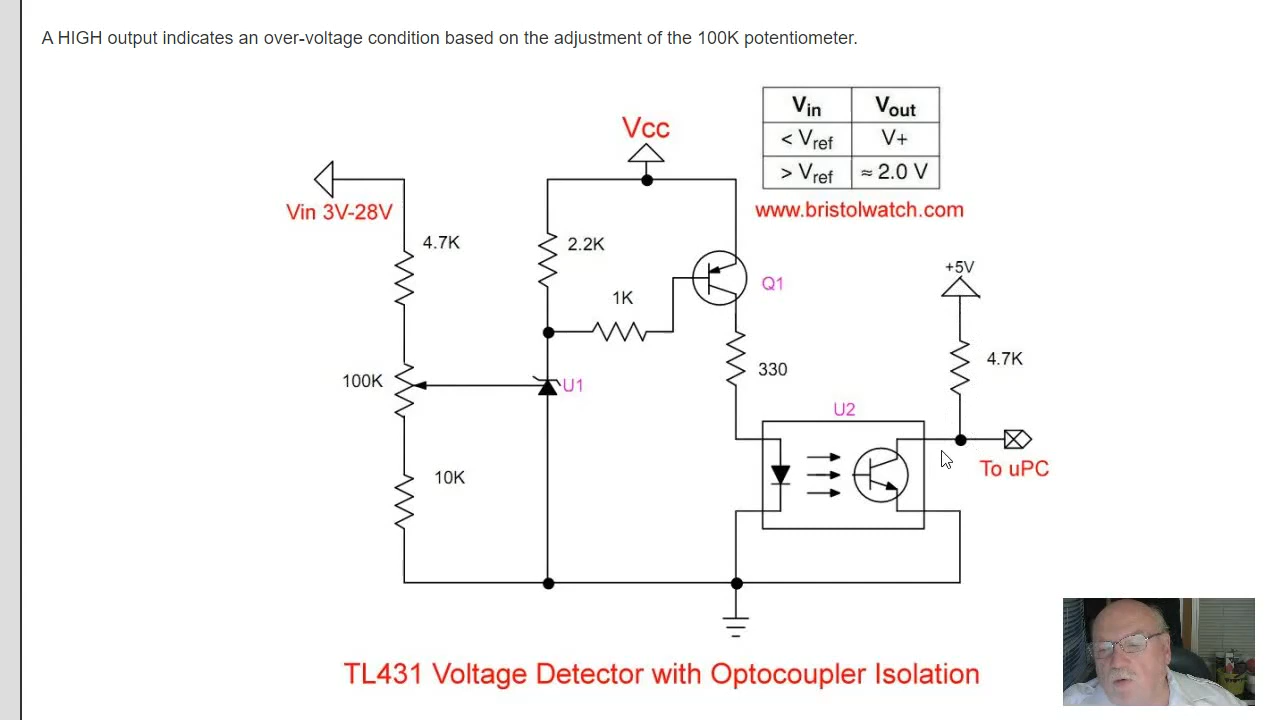 A HIGH output indicates an over-voltage condition based on the adjustment of the 100K potentiometer.
Vin Vout
< Vref V+
> Vref ≈ 2.0 V
www.bristolwatch.com
Vcc
Vin 3V-28V
4.7K
2.2K
1K
Q1
+5V
100K
U1
330
4.7K
U2
10K
To uPC
TL431 Voltage Detector with Optocoupler Isolation